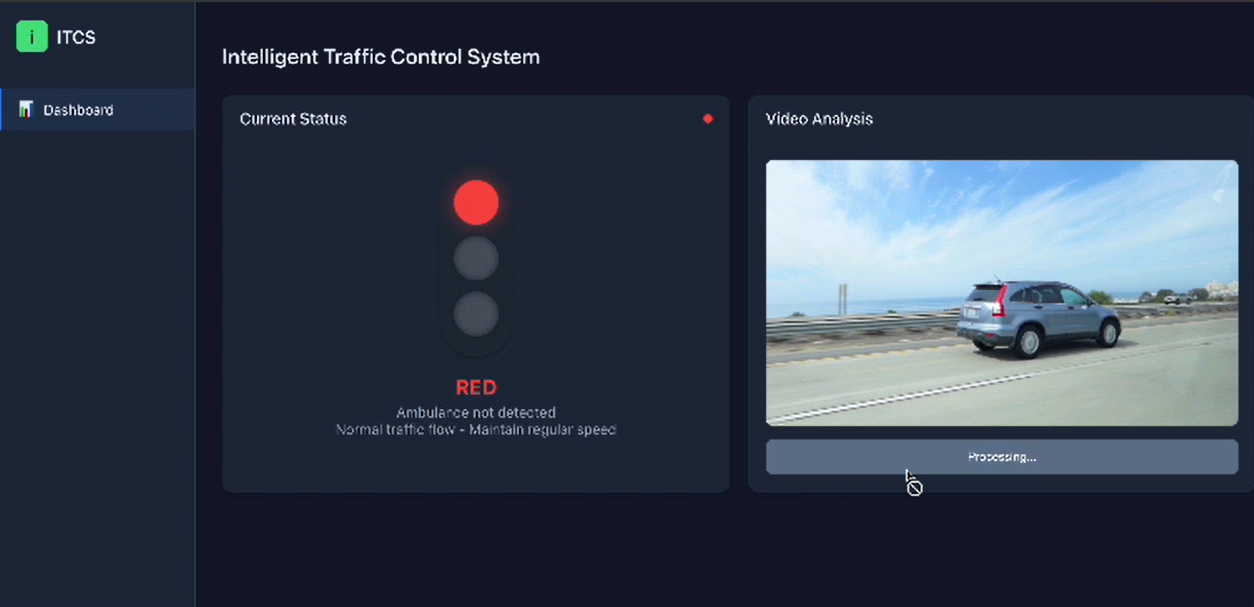 i ITCS
Dashboard
Intelligent Traffic Control System
Current Status
RED
Ambulance not detected
Normal traffic flow - Maintain regular speed
Video Analysis
Processing...